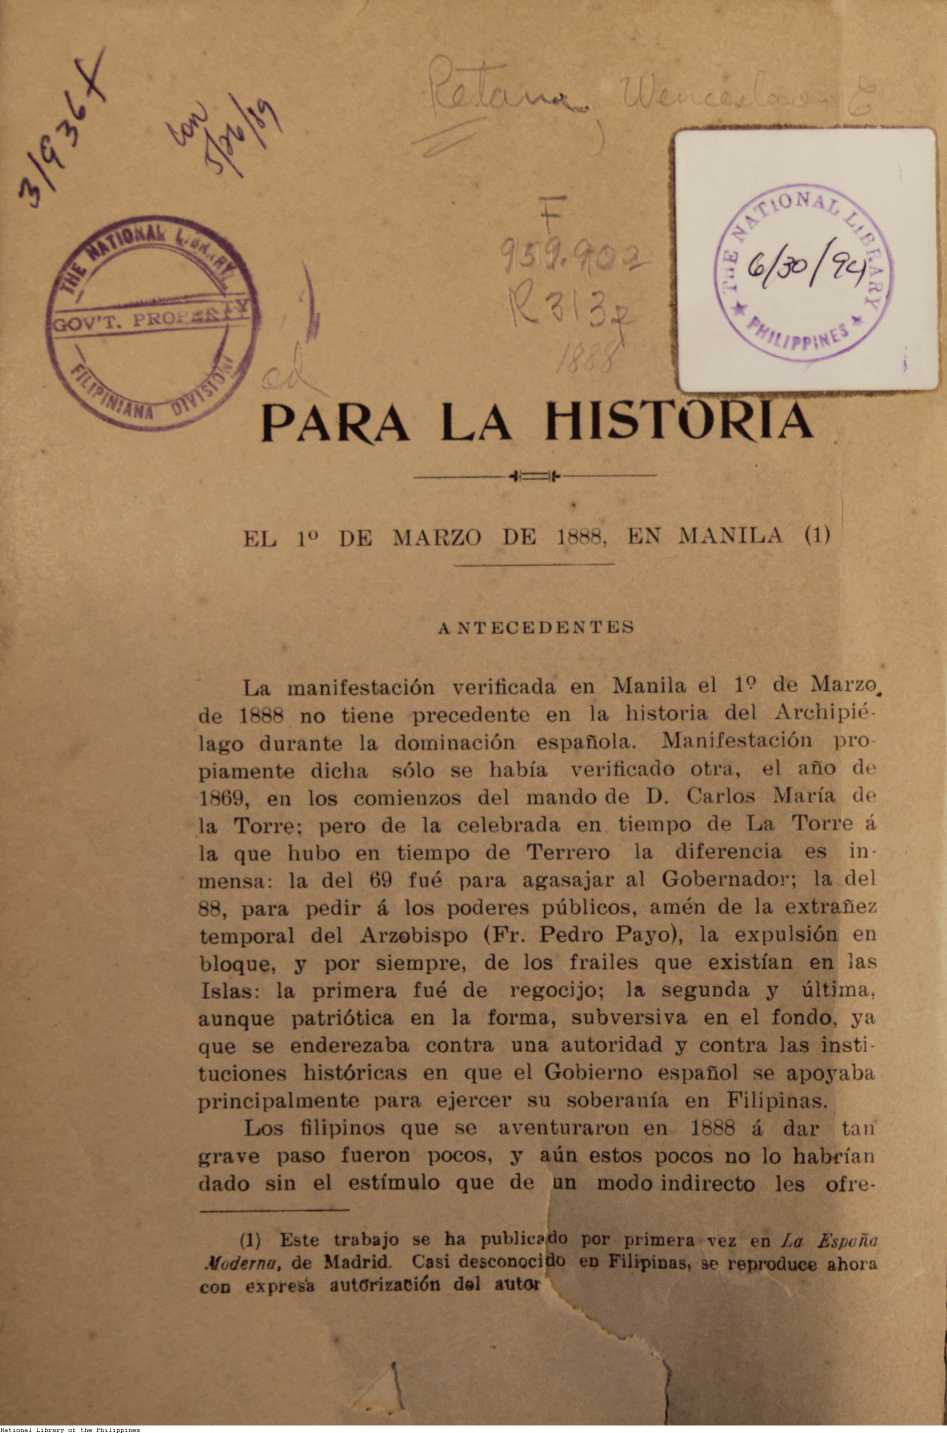 3/936 f
5/26/89
Retana, Wenceslao E
F
959.902
R313p
1888
THE NATIONAL LIBRARY
GOV'T. PROPERTY
FILIPINIANA DIVISION
THE NATIONAL LIBRARY
6/30/94
PHILIPPINES
PARA LA HISTORIA
EL 1º DE MARZO DE 1888, EN MANILA (1)
ANTECEDENTES
La manifestación verificada en Manila el 1º de Marzo
de 1888 no tiene precedente en la historia del Archipié-
lago durante la dominación española. Manifestación pro-
piamente dicha sólo se había verificado otra, el año de
1869, en los comienzos del mando de D. Carlos María de
la Torre; pero de la celebrada en tiempo de La Torre á
la que hubo en tiempo de Terrero la diferencia es in-
mensa: la del 69 fué para agasajar al Gobernador; la del
88, para pedir á los poderes públicos, amén de la extrañez
temporal del Arzobispo (Fr. Pedro Payo), la expulsión en
bloque, y por siempre, de los frailes que existían en las
Islas: la primera fué de regocijo; la segunda y última,
aunque patriótica en la forma, subversiva en el fondo, ya
que se enderezaba contra una autoridad y contra las insti-
tuciones históricas en que el Gobierno español se apoyaba
principalmente para ejercer su soberanía en Filipinas.
Los filipinos que se aventuraron en 1888 á dar tan
grave paso fueron pocos, y aún estos pocos no lo habrían
dado sin el estímulo que de un modo indirecto les ofre-
(1) Este trabajo se ha publicado por primera vez en La España
Moderna, de Madrid. Casi desconocido en Filipinas, se reproduce ahora
con expresa autorización del autor
National Library of the Philippines